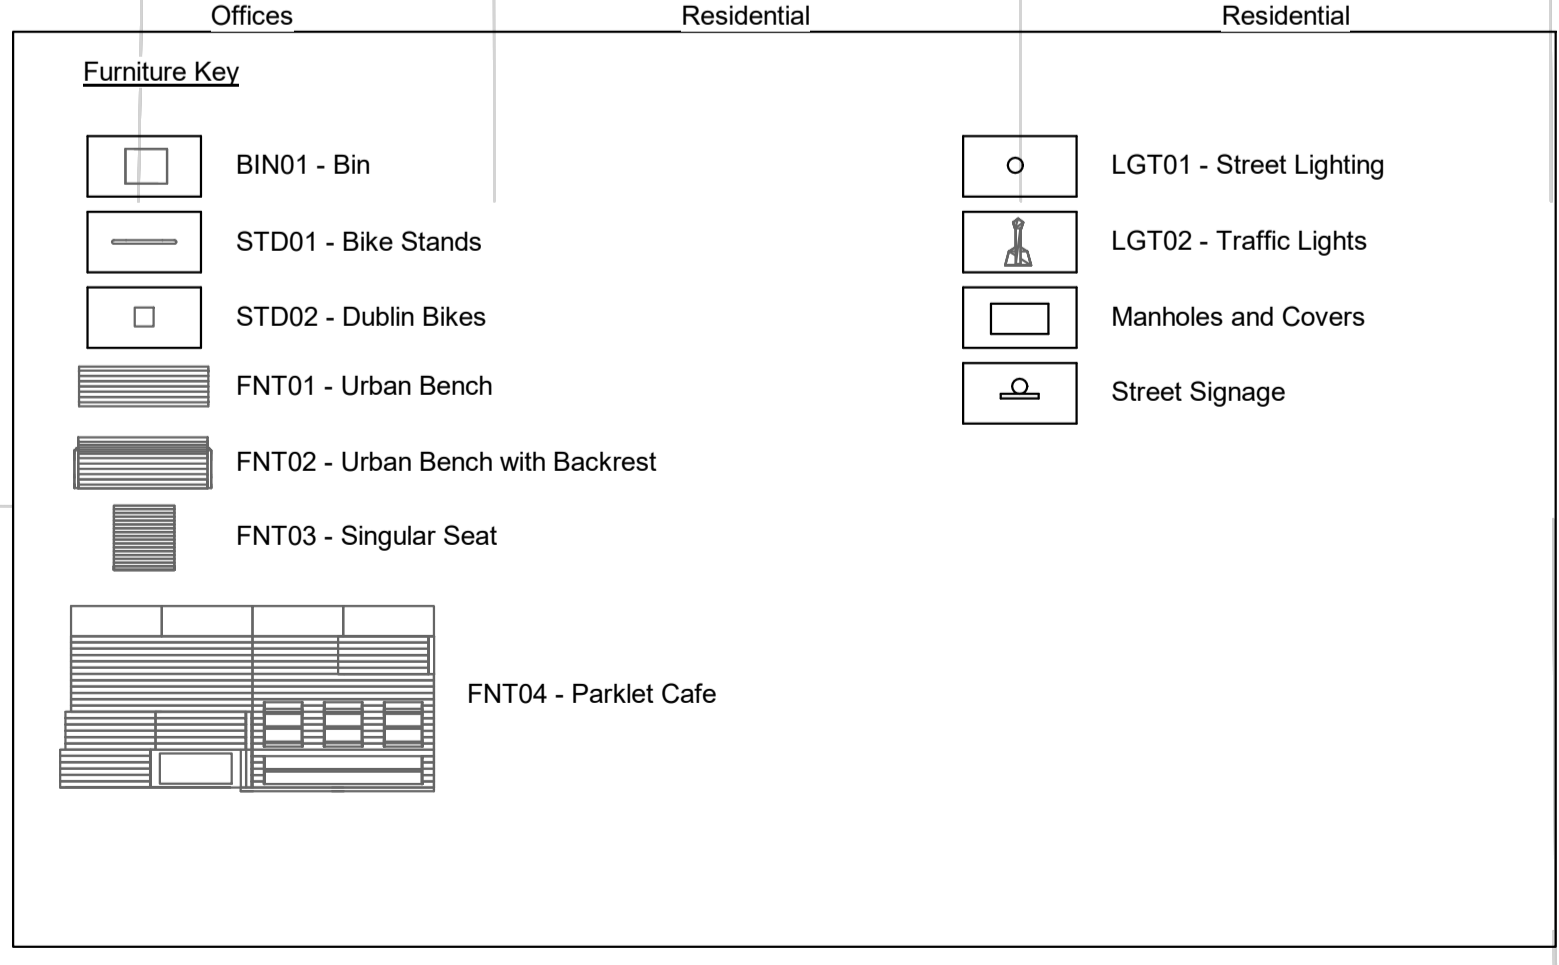 Offices
Residential
Residential
Furniture Key
BIN01 - Bin
STD01 - Bike Stands
STD02 - Dublin Bikes
FNT01 - Urban Bench
FNT02 - Urban Bench with Backrest
FNT03 - Singular Seat
FNT04 - Parklet Cafe
LGT01 - Street Lighting
LGT02 - Traffic Lights
Manholes and Covers
Street Signage